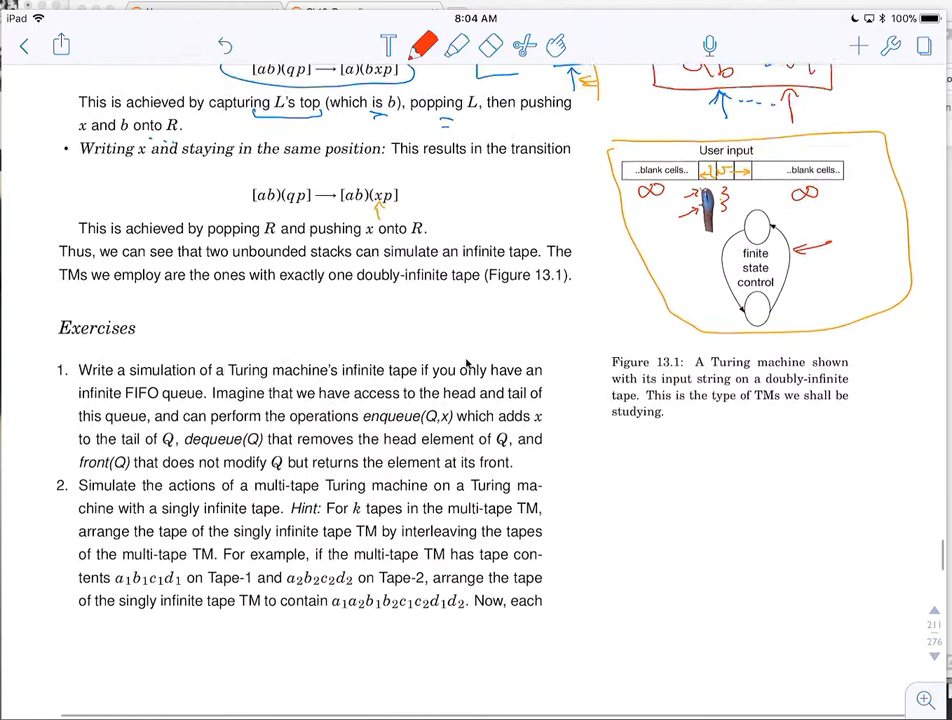 iPad
8:04 AM
100%
[ab)(qp] → [a)(bxp]
This is achieved by capturing L's top (which is b), popping L, then pushing
x and b onto R.
• Writing x and staying in the same position: This results in the transition
[ab)(qp] → [ab)(xp]
This is achieved by popping R and pushing x onto R.
Thus, we can see that two unbounded stacks can simulate an infinite tape. The
TMs we employ are the ones with exactly one doubly-infinite tape (Figure 13.1).
Exercises
1. Write a simulation of a Turing machine's infinite tape if you only have an
infinite FIFO queue. Imagine that we have access to the head and tail of
this queue, and can perform the operations enqueue(Q,x) which adds x
to the tail of Q, dequeue(Q) that removes the head element of Q, and
front(Q) that does not modify Q but returns the element at its front.
2. Simulate the actions of a multi-tape Turing machine on a Turing ma-
chine with a singly infinite tape. Hint: For k tapes in the multi-tape TM,
arrange the tape of the singly infinite tape TM by interleaving the tapes
of the multi-tape TM. For example, if the multi-tape TM has tape con-
tents a₁b₁c₁d₁ on Tape-1 and a₂b₂c₂d₂ on Tape-2, arrange the tape
of the singly infinite tape TM to contain a₁a₂b₁b₂c₁c₂d₁d₂. Now, each
User input
..blank cells.. w ..blank cells..
∞ ∞
finite
state
control
Figure 13.1: A Turing machine shown
with its input string on a doubly-infinite
tape. This is the type of TMs we shall be
studying.
211
276